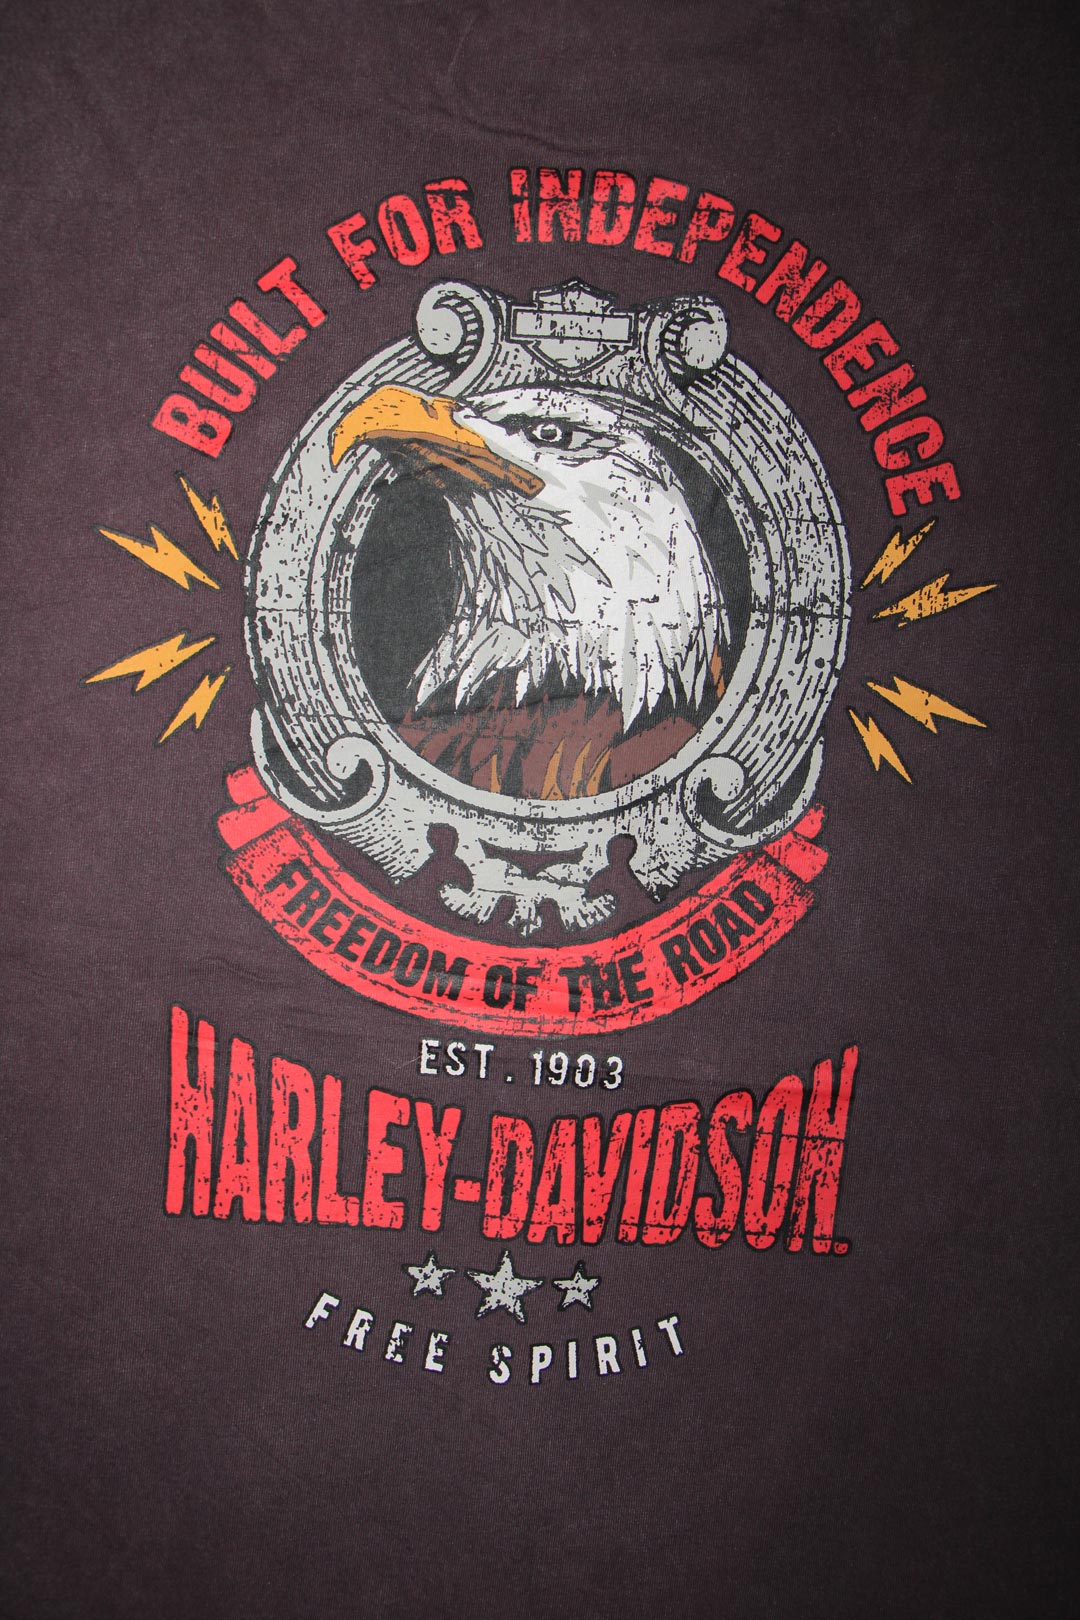 BUILT FOR INDEPENDENCE
FREEDOM OF THE ROAD
EST. 1903
HARLEY-DAVIDSON
FREE SPIRIT